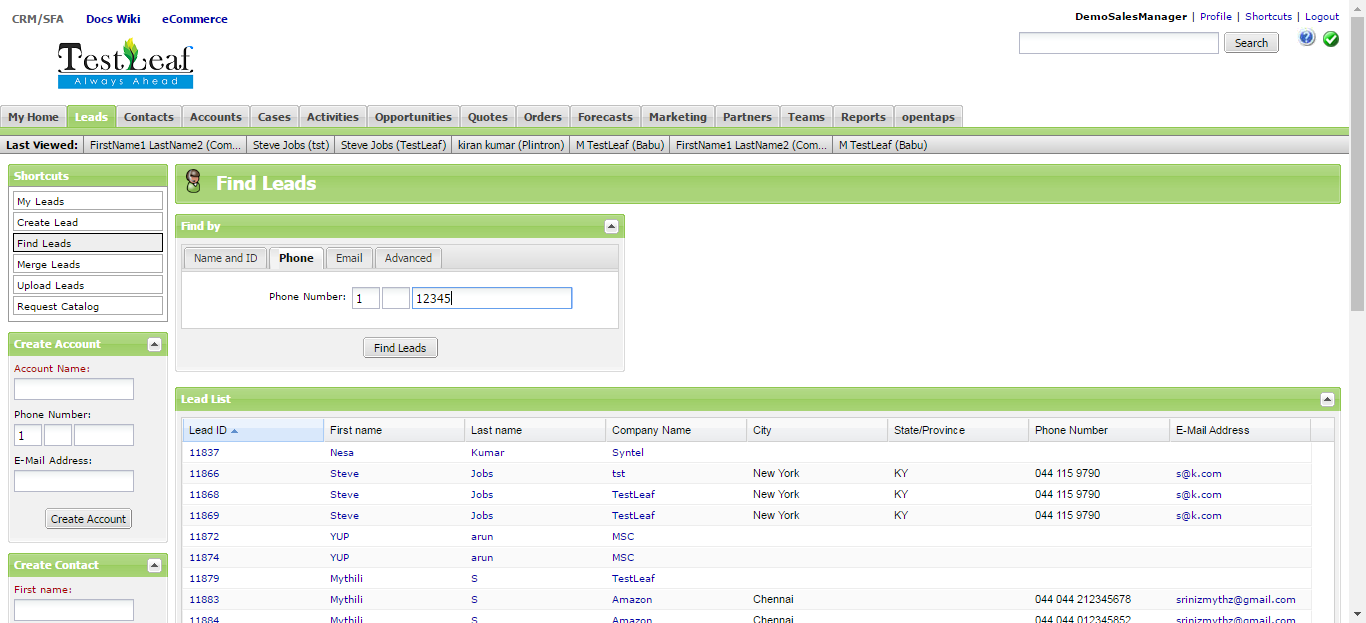 CRM/SFA Docs Wiki eCommerce
DemoSalesManager | Profile | Shortcuts | Logout
Search
TestLeaf
Always Ahead
My Home Leads Contacts Accounts Cases Activities Opportunities Quotes Orders Forecasts Marketing Partners Teams Reports opentaps
Last Viewed: FirstName1 LastName2 (Com... Steve Jobs (tst) Steve Jobs (TestLeaf) kiran kumar (Plintron) M TestLeaf (Babu) FirstName1 LastName2 (Com... M TestLeaf (Babu)
Shortcuts
My Leads
Create Lead
Find Leads
Merge Leads
Upload Leads
Request Catalog
Create Account
Account Name:
Phone Number:
1
E-Mail Address:
Create Account
Create Contact
First name:
Find Leads
Find by
Name and ID Phone Email Advanced
Phone Number: 1 12345
Find Leads
Lead List
Lead ID First name Last name Company Name City State/Province Phone Number E-Mail Address
11837 Nesa Kumar Syntel
11866 Steve Jobs tst New York KY 044 115 9790 s@k.com
11868 Steve Jobs TestLeaf New York KY 044 115 9790 s@k.com
11869 Steve Jobs TestLeaf New York KY 044 115 9790 s@k.com
11872 YUP arun MSC
11874 YUP arun MSC
11879 Mythili S TestLeaf
11883 Mythili S Amazon Chennai 044 044 212345678 srinizmythz@gmail.com
11884 Mythili S Amazon Chennai 044 044 012345852 srinizmythz@gmail.com